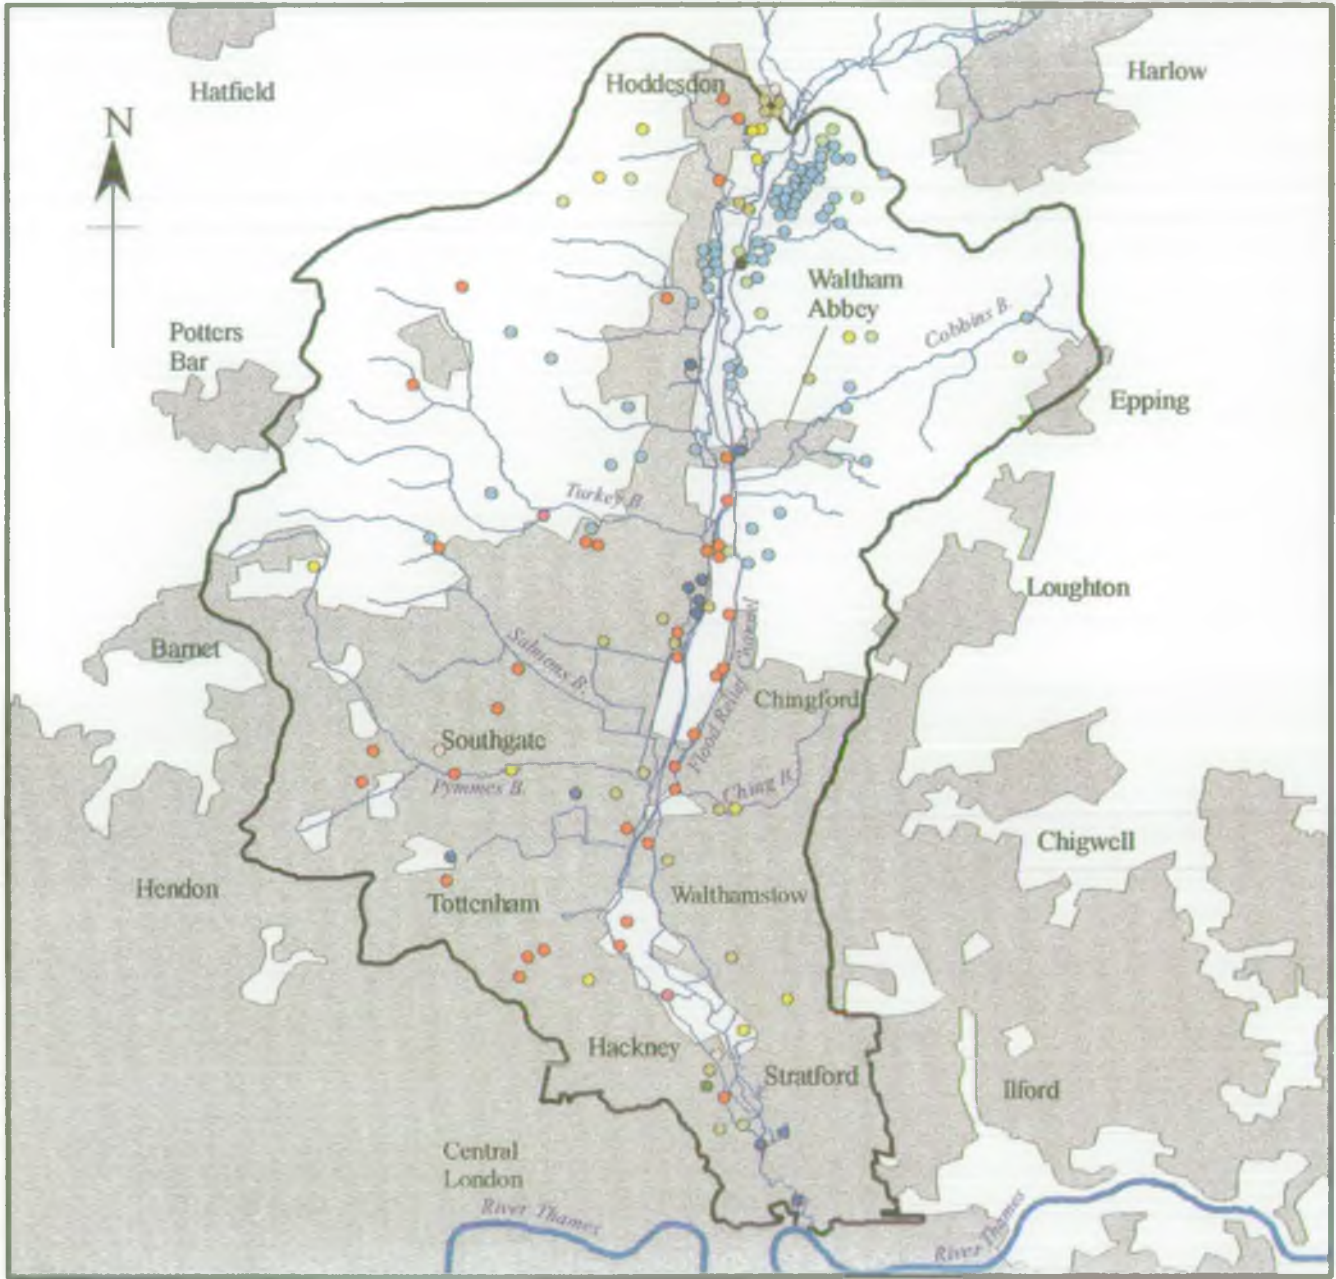 Hoddesdon
Harlow
Hatfield
N
Waltham
Abbey
Potters
Bar
Cobbins B.
Epping
Turkey B.
Loughton
Barnet
Salmons B.
Flood Relief Channel
Chingford
Southgate
Pymmes B.
Ching B.
Chigwell
Hendon
Tottenham
Walthamstow
Hackney
Stratford
Ilford
Central
London
River Thames
River Thames